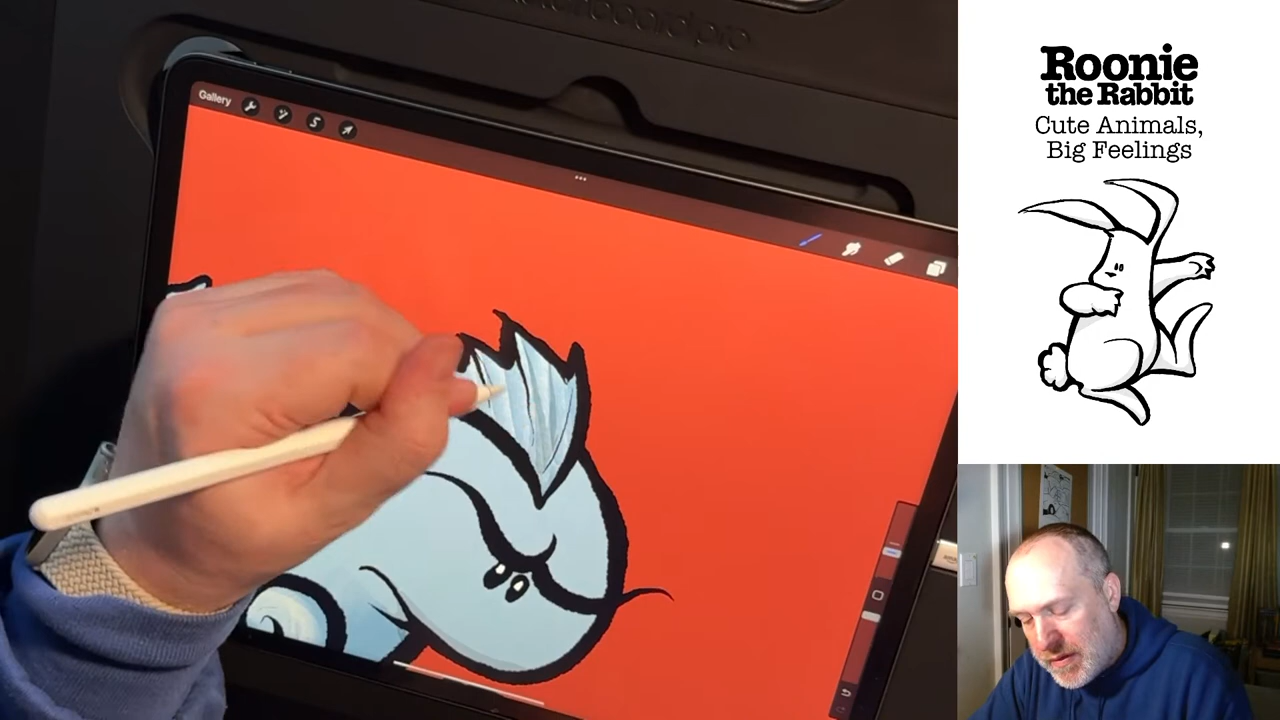 Gallery
Roonie
the Rabbit
Cute Animals,
Big Feelings